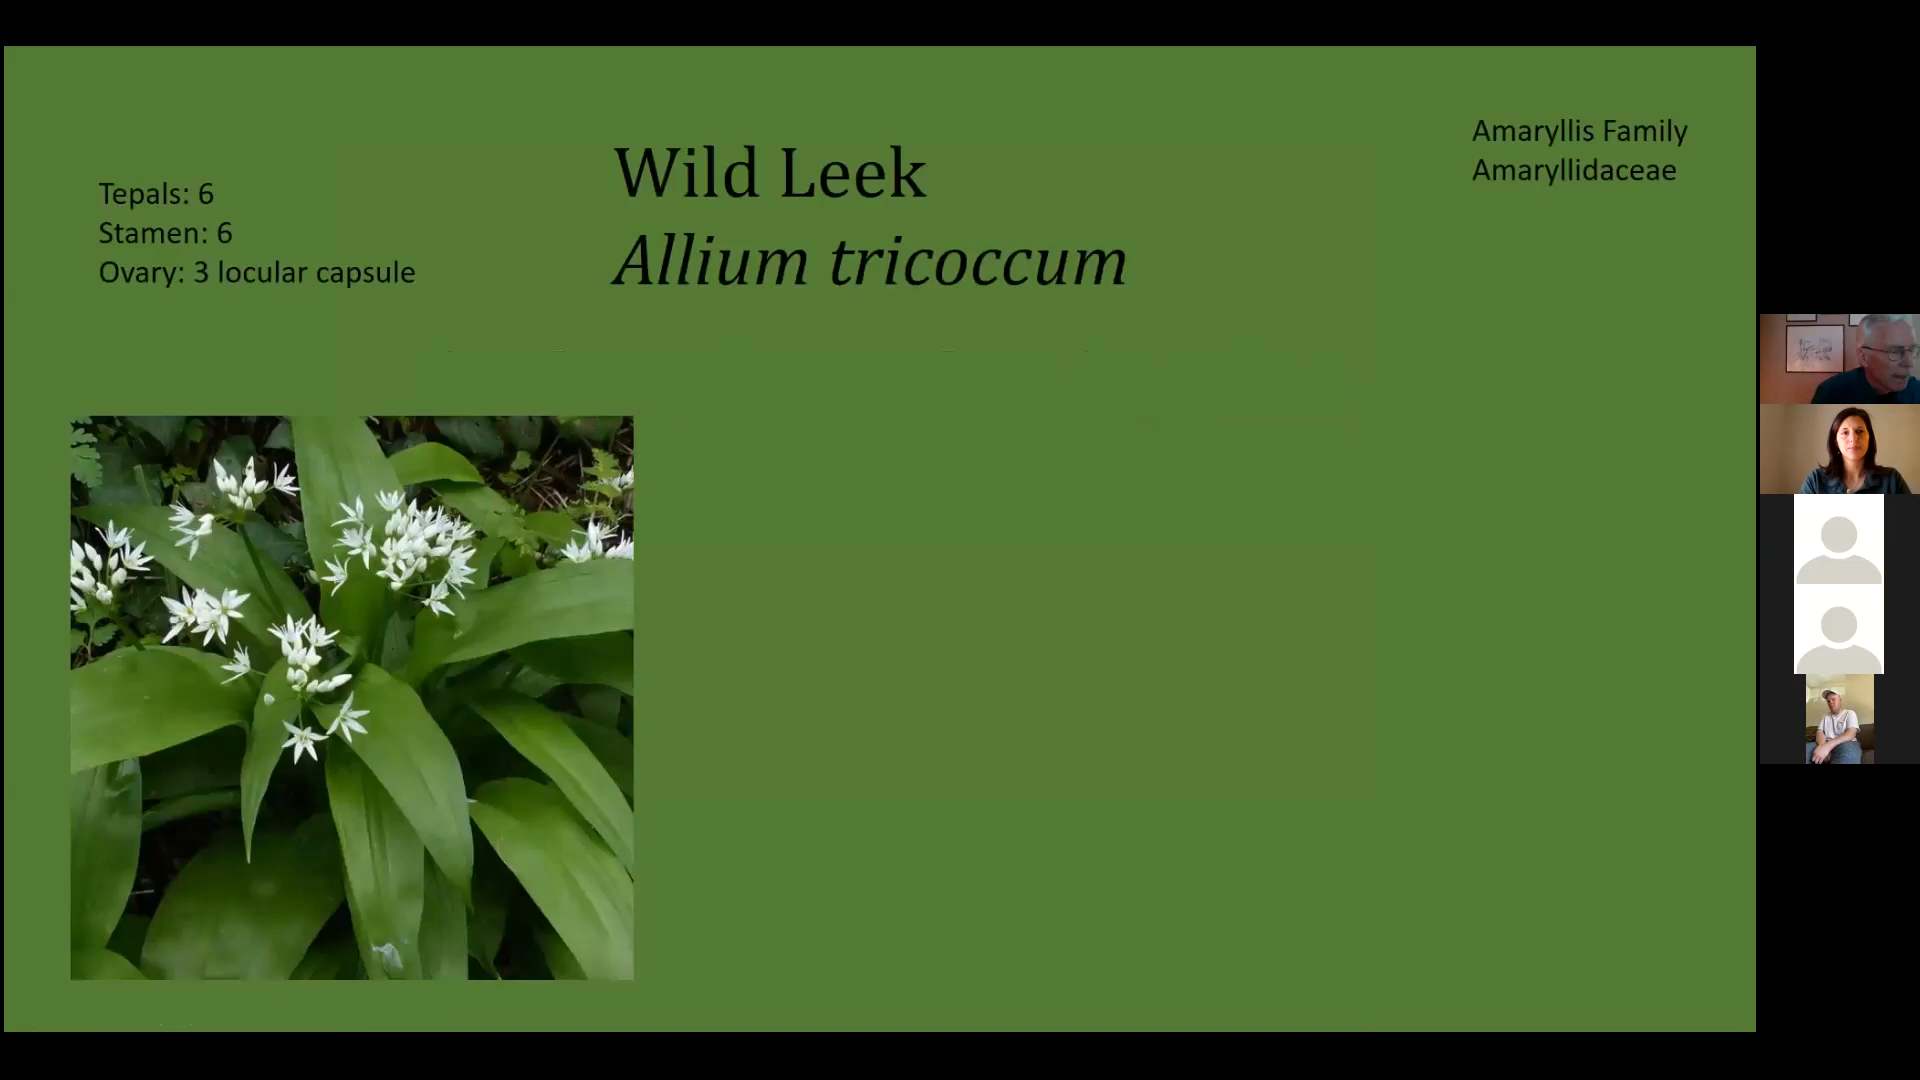 Amaryllis Family
Amaryllidaceae
Wild Leek
Allium tricoccum
Tepals: 6
Stamen: 6
Ovary: 3 locular capsule